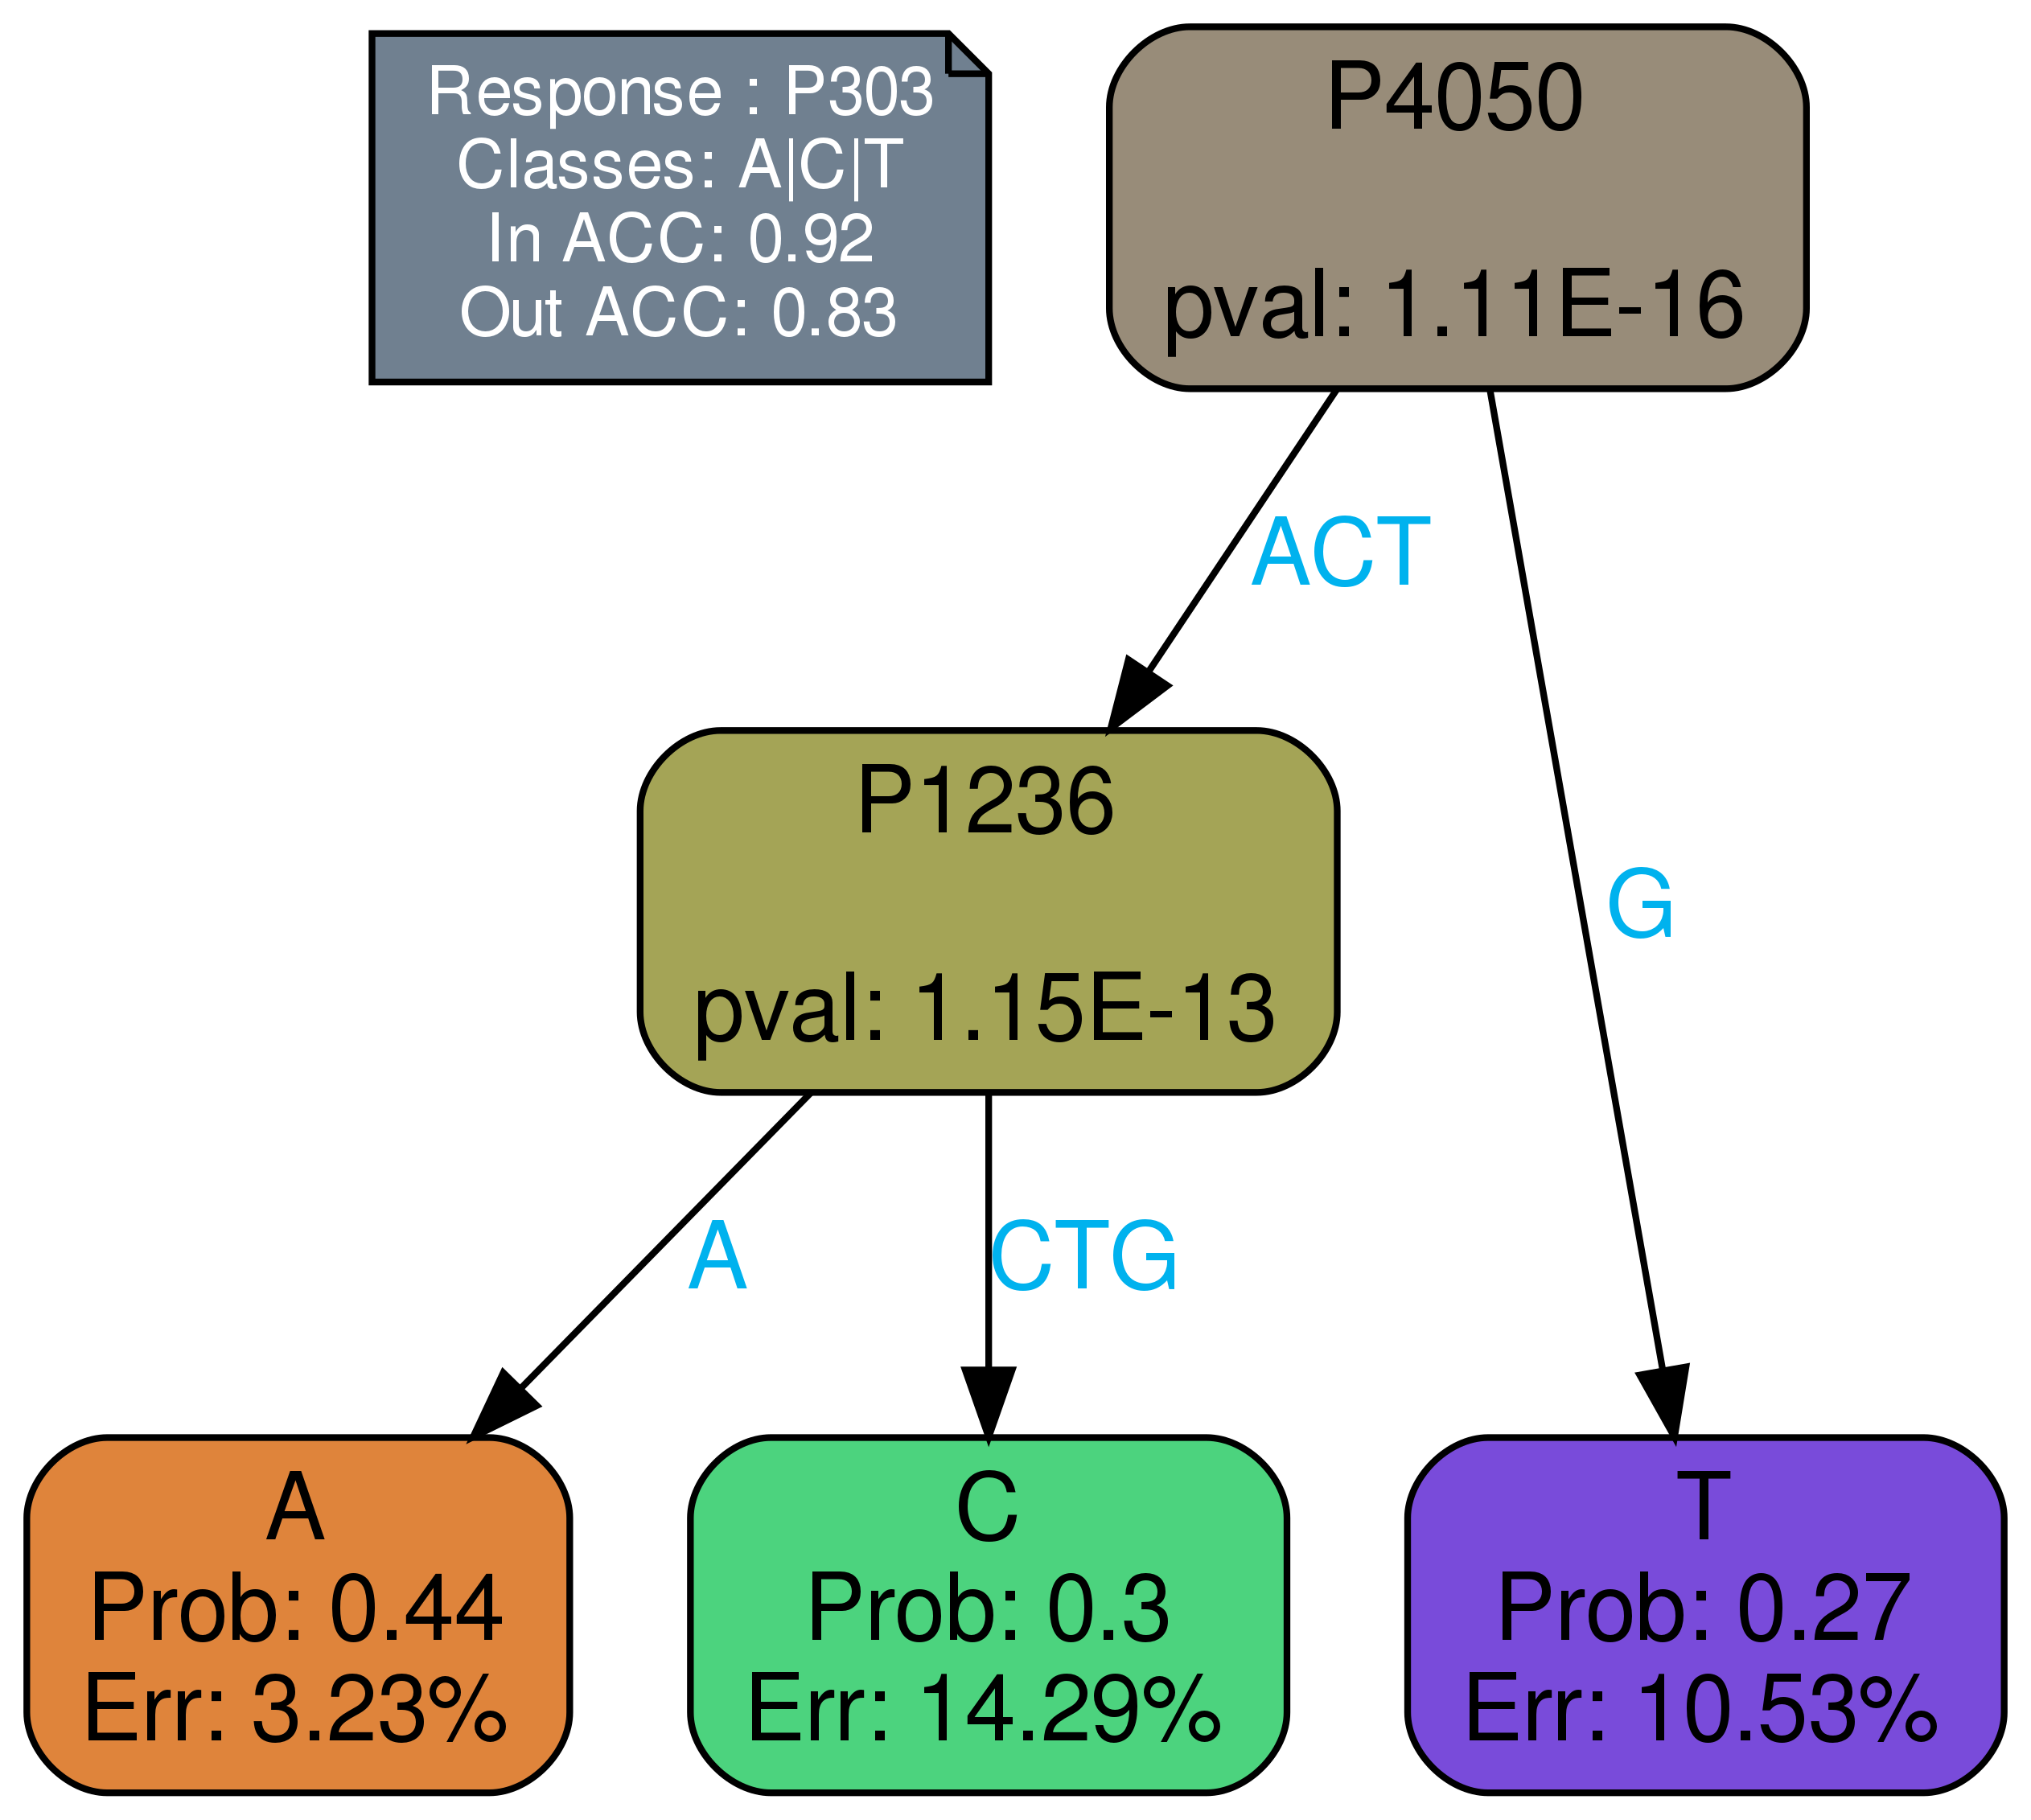 Response : P303
Classes: A|C|T
In ACC: 0.92
Out ACC: 0.83
P4050
pval: 1.11E-16
ACT
P1236
pval: 1.15E-13
G
A
CTG
A
Prob: 0.44
Err: 3.23%
C
Prob: 0.3
Err: 14.29%
T
Prob: 0.27
Err: 10.53%